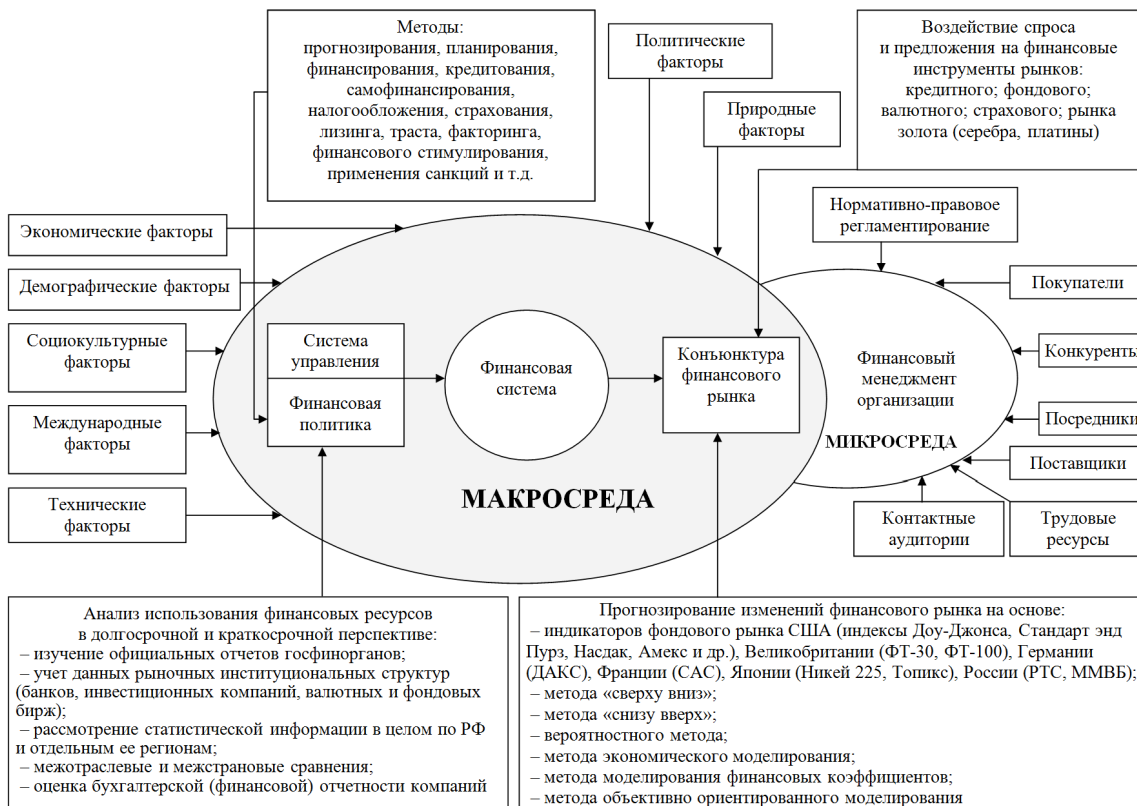 Методы:
прогнозирования, планирования,
финансирования, кредитования,
самофинансирования,
налогообложения, страхования,
лизинга, траста, факторинга,
финансового стимулирования,
применения санкций и т.д.
Политические
факторы
Природные
факторы
Воздействие спроса
и предложения на финансовые
инструменты рынков:
кредитного; фондового;
валютного; страхового; рынка
золота (серебра, платины)
Нормативно-правовое
регламентирование
Экономические факторы
Демографические факторы
Социокультурные
факторы
Международные
факторы
Технические
факторы
Система
управления
Финансовая
политика
Финансовая
система
Конъюнктура
финансового
рынка
МАКРОСРЕДА
Финансовый
менеджмент
организации
МИКРОСРЕДА
Покупатели
Конкуренты
Посредники
Поставщики
Контактные
аудитории
Трудовые
ресурсы
Анализ использования финансовых ресурсов
в долгосрочной и краткосрочной перспективе:
– изучение официальных отчетов госфинорганов;
– учет данных рыночных институциональных структур
(банков, инвестиционных компаний, валютных и фондовых
бирж);
– рассмотрение статистической информации в целом по РФ
и отдельным ее регионам;
– межотраслевые и межстрановые сравнения;
– оценка бухгалтерской (финансовой) отчетности компаний
Прогнозирование изменений финансового рынка на основе:
– индикаторов фондового рынка США (индексы Доу-Джонса, Стандарт энд
Пурз, Насдак, Амекс и др.), Великобритании (ФТ-30, ФТ-100), Германии
(ДАКС), Франции (САС), Японии (Никей 225, Топикс), России (РТС, ММВБ);
– метода «сверху вниз»;
– метода «снизу вверх»;
– вероятностного метода;
– метода экономического моделирования;
– метода моделирования финансовых коэффициентов;
– метода объективно ориентированного моделирования